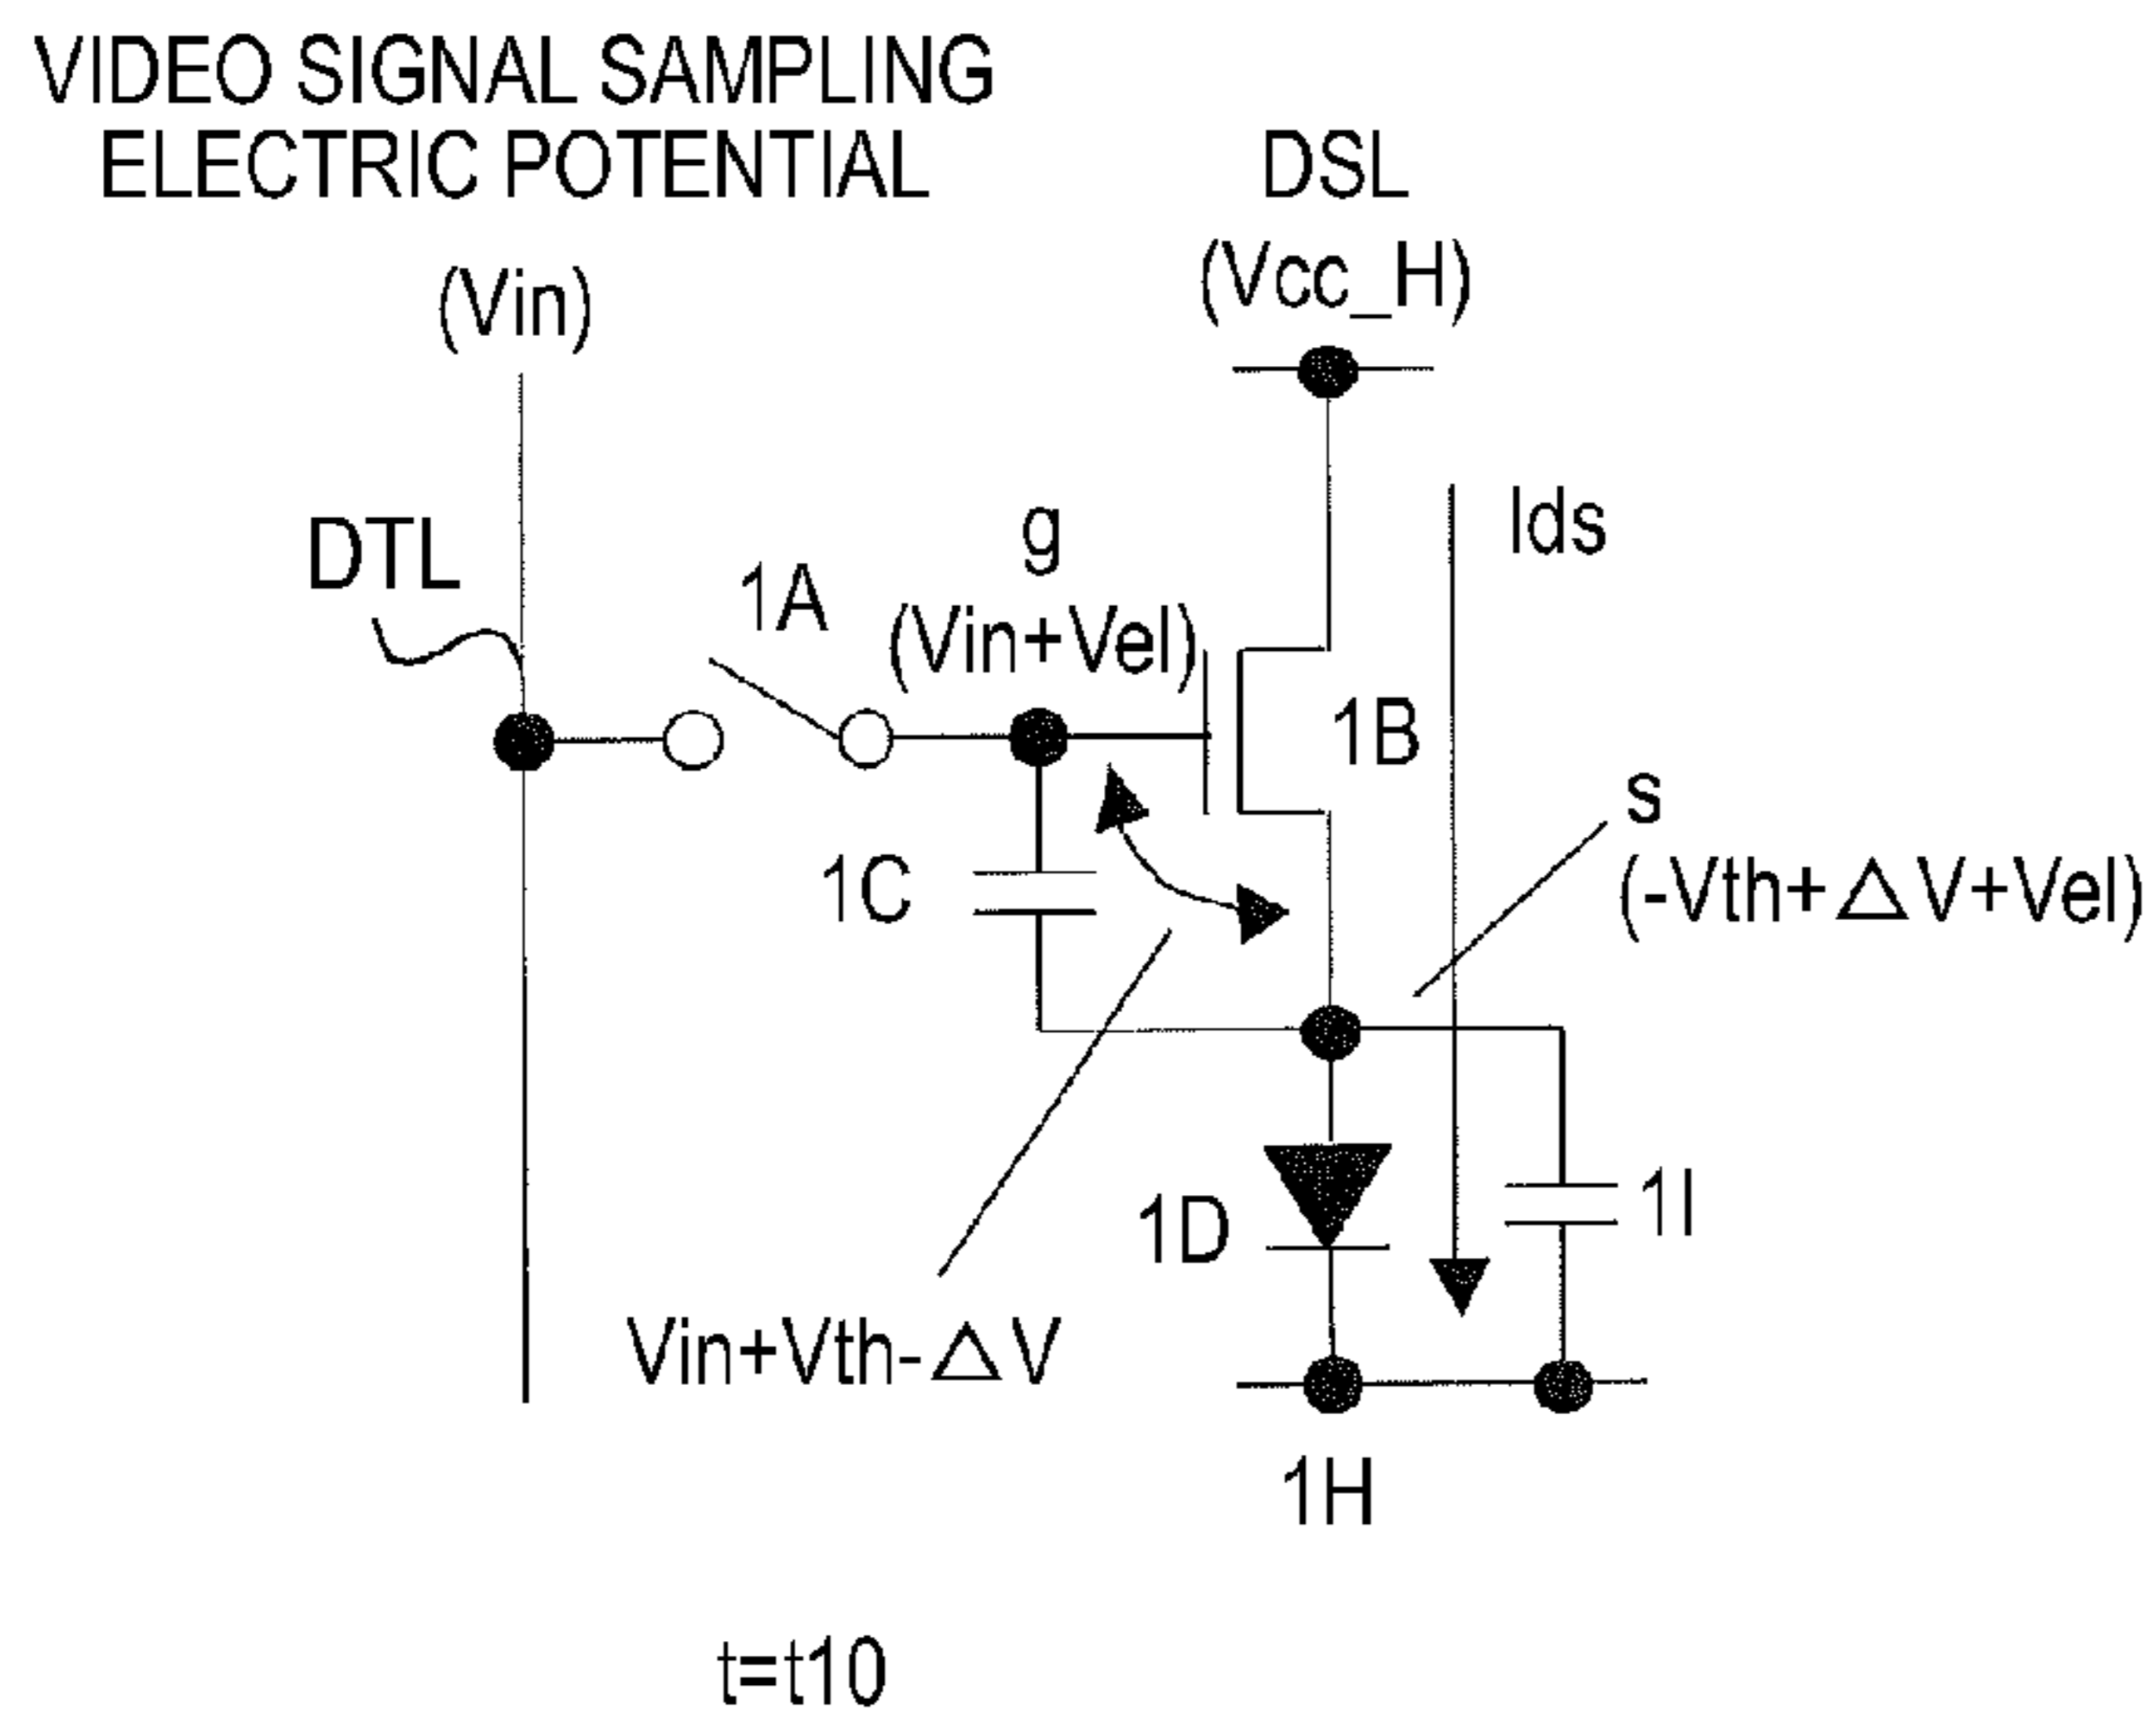 VIDEO SIGNAL SAMPLING
ELECTRIC POTENTIAL
(Vin)
DSL
(Vcc_H)
DTL
1A
g
(Vin+Vel)
Ids
1B
s
(-Vth+△V+Vel)
1C
1D
1I
Vin+Vth-△V
1H
t=t10